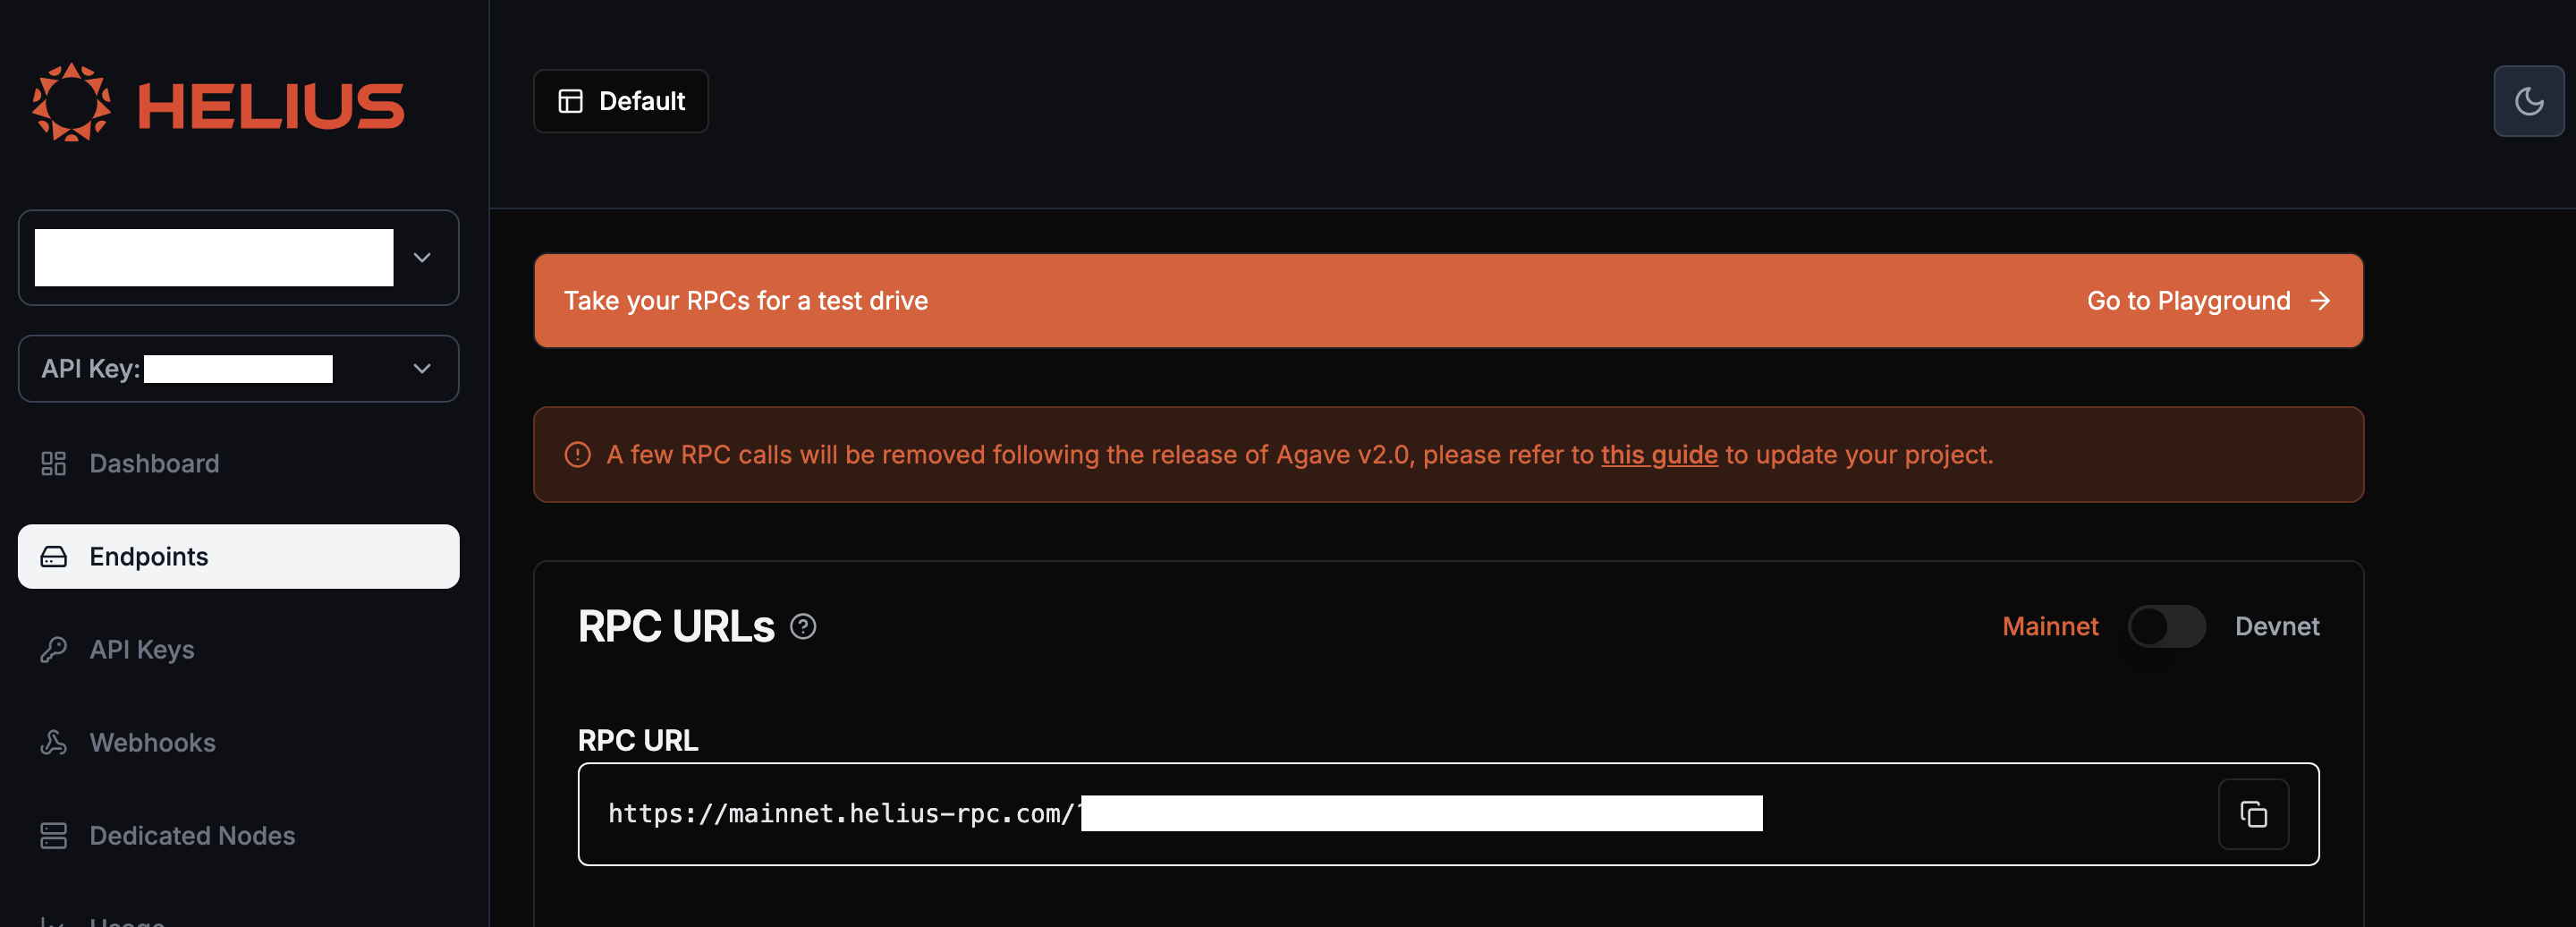 HELIUS
Default
API Key:
Dashboard
Endpoints
API Keys
Webhooks
Dedicated Nodes
Usage
Take your RPCs for a test drive
Go to Playground
A few RPC calls will be removed following the release of Agave v2.0, please refer to this guide to update your project.
RPC URLs
Mainnet
Devnet
RPC URL
https://mainnet.helius-rpc.com/